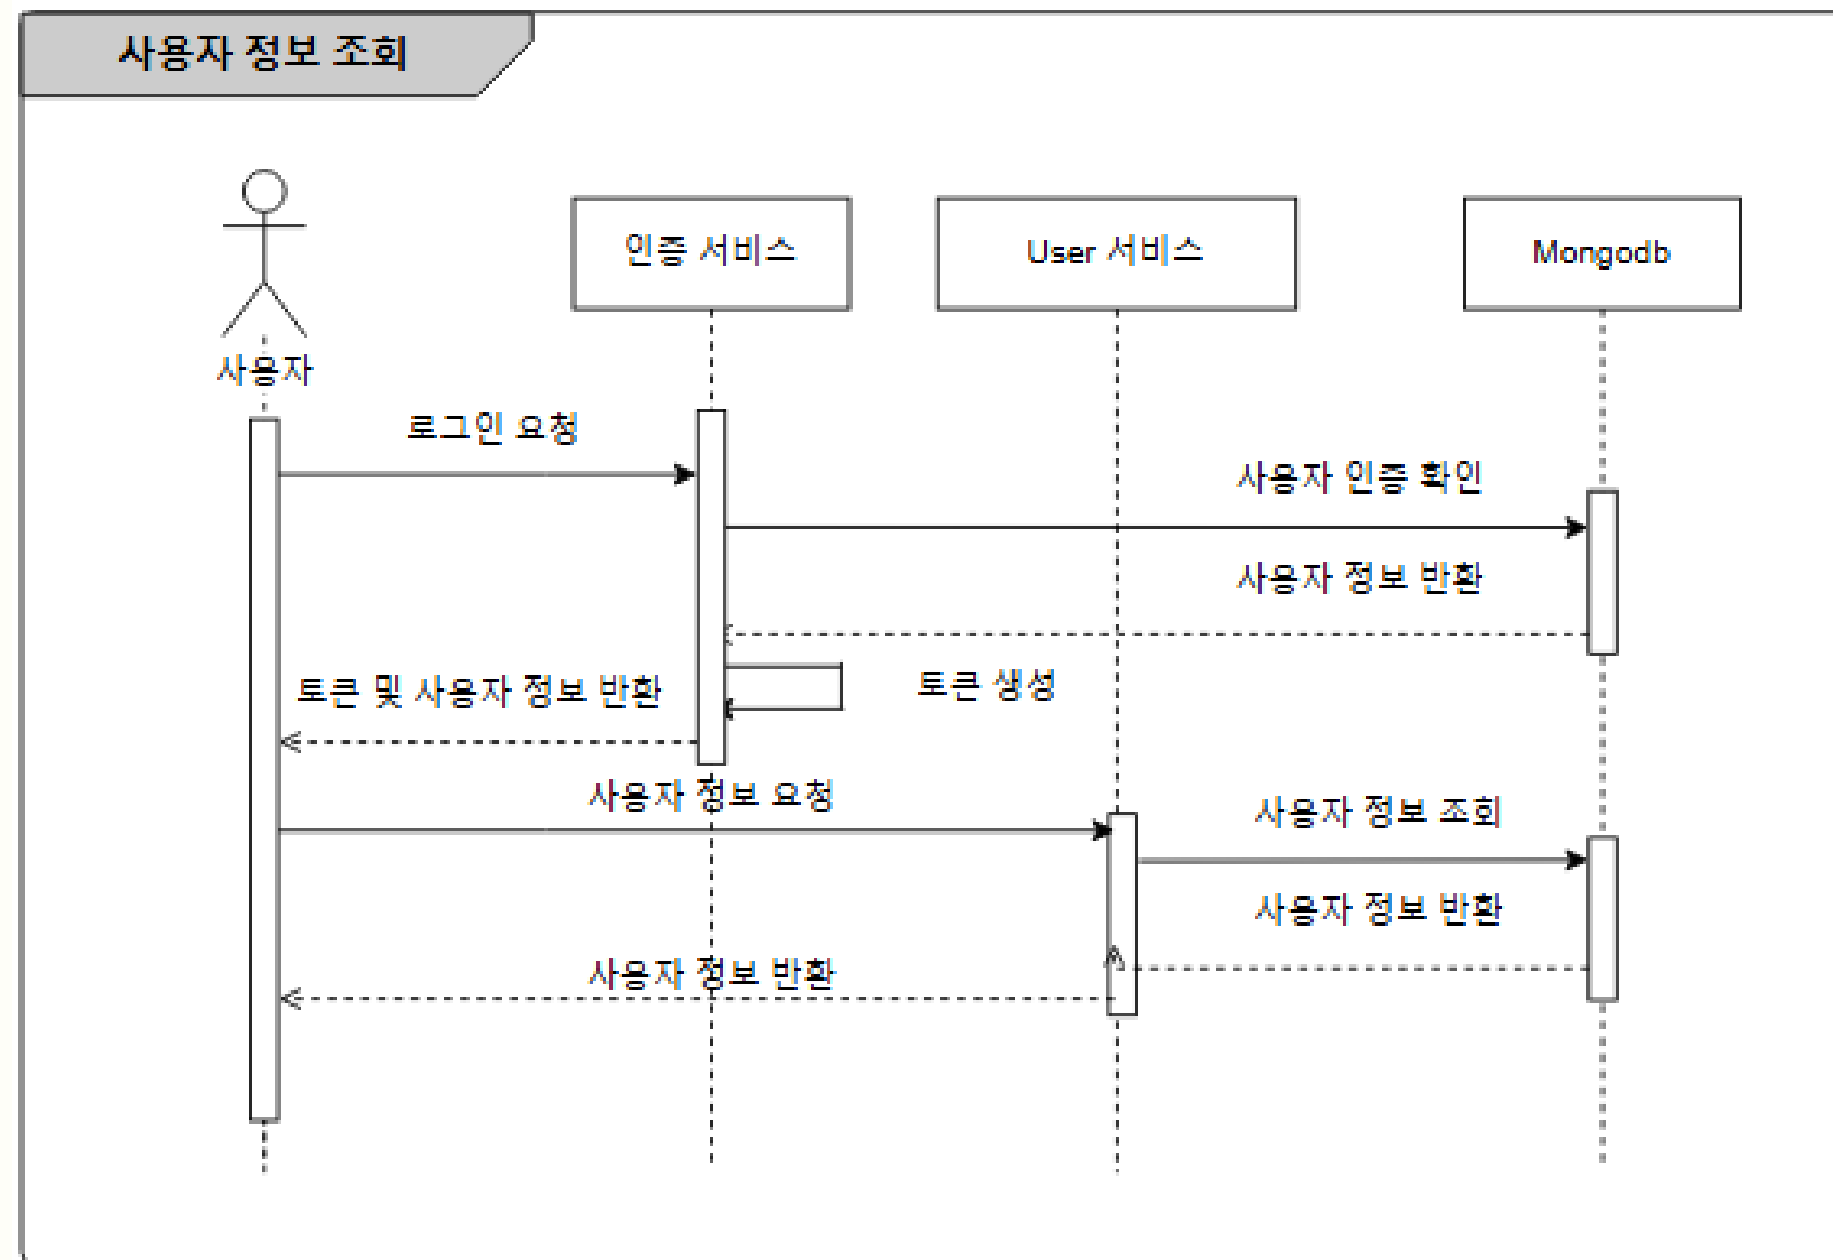 사용자 정보 조회
인증 서비스
User 서비스
Mongodb
사용자
로그인 요청
사용자 인증 확인
사용자 정보 반환
토큰 생성
토큰 및 사용자 정보 반환
사용자 정보 요청
사용자 정보 조회
사용자 정보 반환
사용자 정보 반환